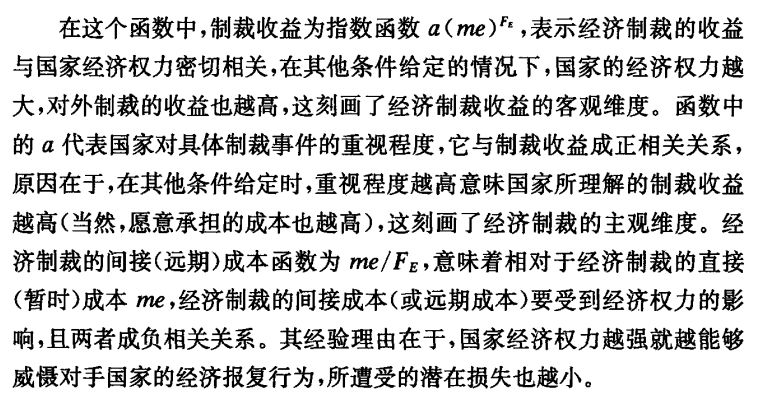 在这个函数中,制裁收益为指数函数 a(me)^{F_E},表示经济制裁的收益
与国家经济权力密切相关,在其他条件给定的情况下,国家的经济权力越
大,对外制裁的收益也越高,这刻画了经济制裁收益的客观维度。函数中
的 a 代表国家对具体制裁事件的重视程度,它与制裁收益成正相关关系,
原因在于,在其他条件给定时,重视程度越高意味国家所理解的制裁收益
越高(当然,愿意承担的成本也越高),这刻画了经济制裁的主观维度。经
济制裁的间接(远期)成本函数为 me/F_E,意味着相对于经济制裁的直接
(暂时)成本 me,经济制裁的间接成本(或远期成本)要受到经济权力的影
响,且两者成负相关关系。其经验理由在于,国家经济权力越强就越能够
威慑对手国家的经济报复行为,所遭受的潜在损失也越小。